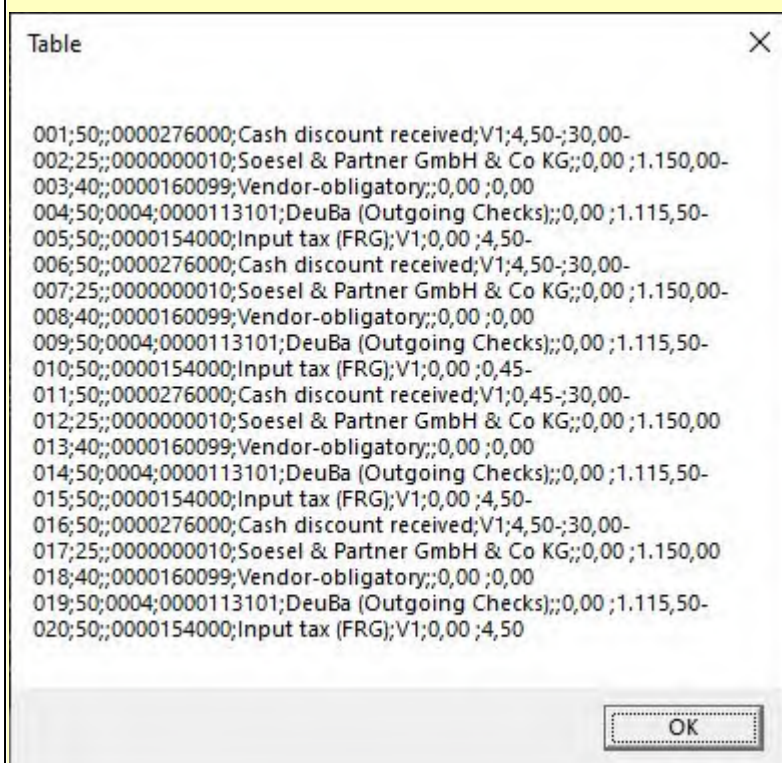 Table
001;50;;0000276000;Cash discount received;V1;4,50-;30,00-
002;25;;0000000010;Soesel & Partner GmbH & Co KG;;0,00 ;1.150,00-
003;40;;0000160099;Vendor-obligatory;;0,00 ;0,00
004;50;0004;0000113101;DeuBa (Outgoing Checks);;0,00 ;1.115,50-
005;50;;0000154000;Input tax (FRG);V1;0,00 ;4,50-
006;50;;0000276000;Cash discount received;V1;4,50-;30,00-
007;25;;0000000010;Soesel & Partner GmbH & Co KG;;0,00 ;1.150,00-
008;40;;0000160099;Vendor-obligatory;;0,00 ;0,00
009;50;0004;0000113101;DeuBa (Outgoing Checks);;0,00 ;1.115,50-
010;50;;0000154000;Input tax (FRG);V1;0,00 ;0,45-
011;50;;0000276000;Cash discount received;V1;0,45-;30,00-
012;25;;0000000010;Soesel & Partner GmbH & Co KG;;0,00 ;1.150,00
013;40;;0000160099;Vendor-obligatory;;0,00 ;0,00
014;50;0004;0000113101;DeuBa (Outgoing Checks);;0,00 ;1.115,50-
015;50;;0000154000;Input tax (FRG);V1;0,00 ;4,50-
016;50;;0000276000;Cash discount received;V1;4,50-;30,00-
017;25;;0000000010;Soesel & Partner GmbH & Co KG;;0,00 ;1.150,00
018;40;;0000160099;Vendor-obligatory;;0,00 ;0,00
019;50;0004;0000113101;DeuBa (Outgoing Checks);;0,00 ;1.115,50-
020;50;;0000154000;Input tax (FRG);V1;0,00 ;4,50
OK